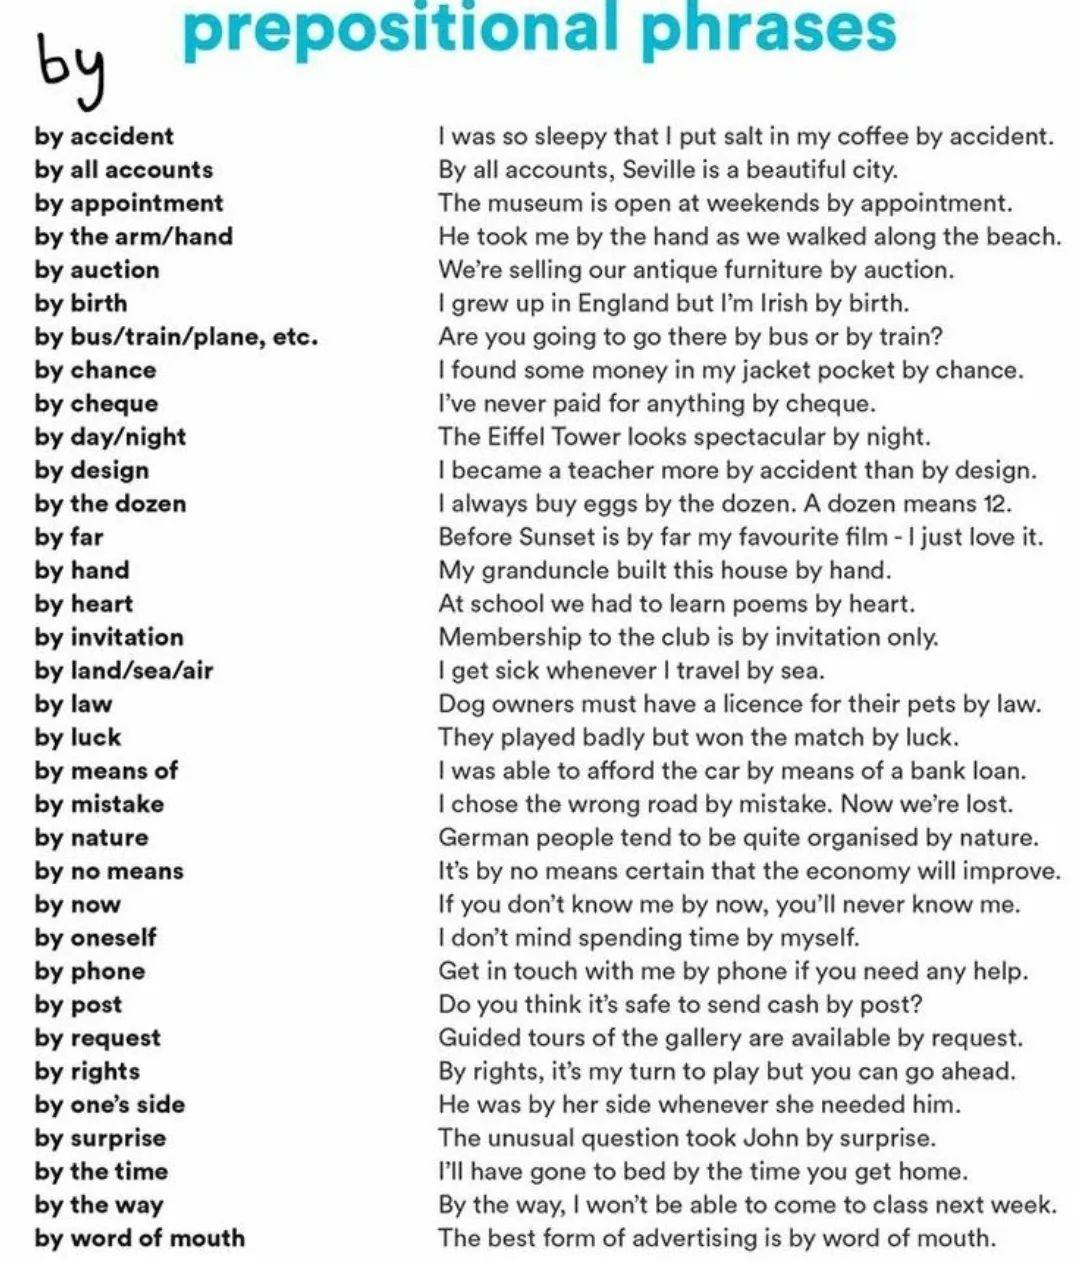 prepositional phrases
by
by accident I was so sleepy that I put salt in my coffee by accident.
by all accounts By all accounts, Seville is a beautiful city.
by appointment The museum is open at weekends by appointment.
by the arm/hand He took me by the hand as we walked along the beach.
by auction We're selling our antique furniture by auction.
by birth I grew up in England but I'm Irish by birth.
by bus/train/plane, etc. Are you going to go there by bus or by train?
by chance I found some money in my jacket pocket by chance.
by cheque I've never paid for anything by cheque.
by day/night The Eiffel Tower looks spectacular by night.
by design I became a teacher more by accident than by design.
by the dozen I always buy eggs by the dozen. A dozen means 12.
by far Before Sunset is by far my favourite film - I just love it.
by hand My granduncle built this house by hand.
by heart At school we had to learn poems by heart.
by invitation Membership to the club is by invitation only.
by land/sea/air I get sick whenever I travel by sea.
by law Dog owners must have a licence for their pets by law.
by luck They played badly but won the match by luck.
by means of I was able to afford the car by means of a bank loan.
by mistake I chose the wrong road by mistake. Now we're lost.
by nature German people tend to be quite organised by nature.
by no means It's by no means certain that the economy will improve.
by now If you don't know me by now, you'll never know me.
by oneself I don't mind spending time by myself.
by phone Get in touch with me by phone if you need any help.
by post Do you think it's safe to send cash by post?
by request Guided tours of the gallery are available by request.
by rights By rights, it's my turn to play but you can go ahead.
by one's side He was by her side whenever she needed him.
by surprise The unusual question took John by surprise.
by the time I'll have gone to bed by the time you get home.
by the way By the way, I won't be able to come to class next week.
by word of mouth The best form of advertising is by word of mouth.